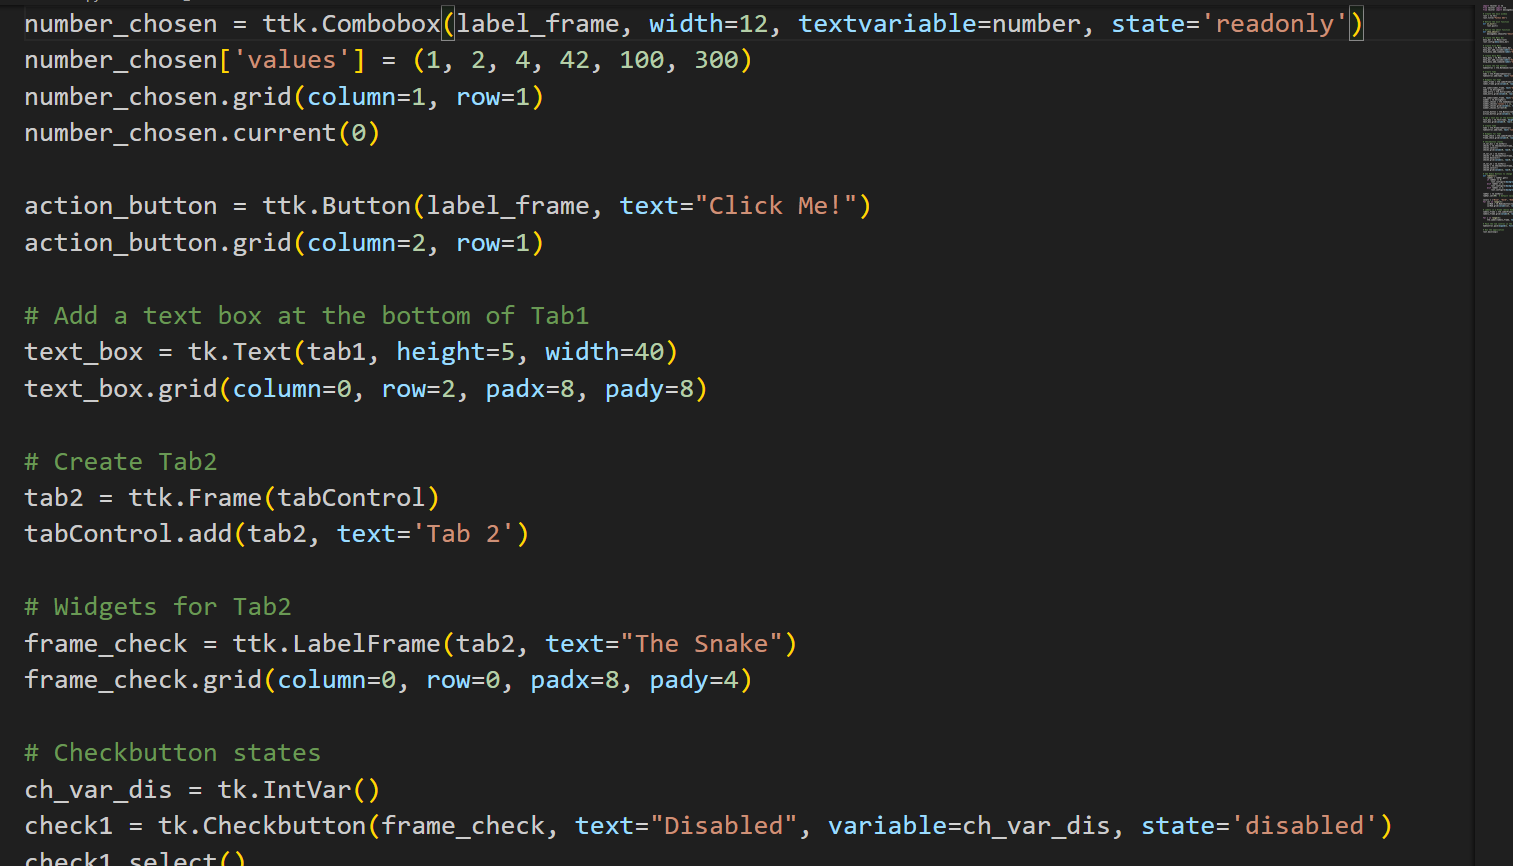 number_chosen = ttk.Combobox(label_frame, width=12, textvariable=number, state='readonly')
number_chosen['values'] = (1, 2, 4, 42, 100, 300)
number_chosen.grid(column=1, row=1)
number_chosen.current(0)
action_button = ttk.Button(label_frame, text="Click Me!")
action_button.grid(column=2, row=1)
# Add a text box at the bottom of Tab1
text_box = tk.Text(tab1, height=5, width=40)
text_box.grid(column=0, row=2, padx=8, pady=8)
# Create Tab2
tab2 = ttk.Frame(tabControl)
tabControl.add(tab2, text='Tab 2')
# Widgets for Tab2
frame_check = ttk.LabelFrame(tab2, text="The Snake")
frame_check.grid(column=0, row=0, padx=8, pady=4)
# Checkbutton states
ch_var_dis = tk.IntVar()
check1 = tk.Checkbutton(frame_check, text="Disabled", variable=ch_var_dis, state='disabled')
check1.select()